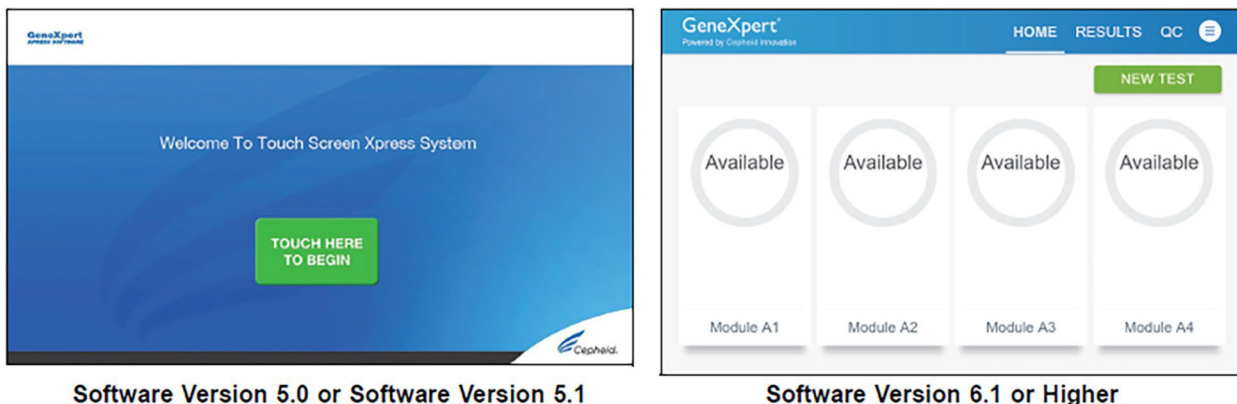 GeneXpert
XPRESS SOFTWARE
Welcome To Touch Screen Xpress System
TOUCH HERE
TO BEGIN
Cepheid.
Software Version 5.0 or Software Version 5.1
GeneXpert®
Powered by Cepheid Innovation
HOME RESULTS QC
NEW TEST
Available Available Available Available
Module A1 Module A2 Module A3 Module A4
Software Version 6.1 or Higher